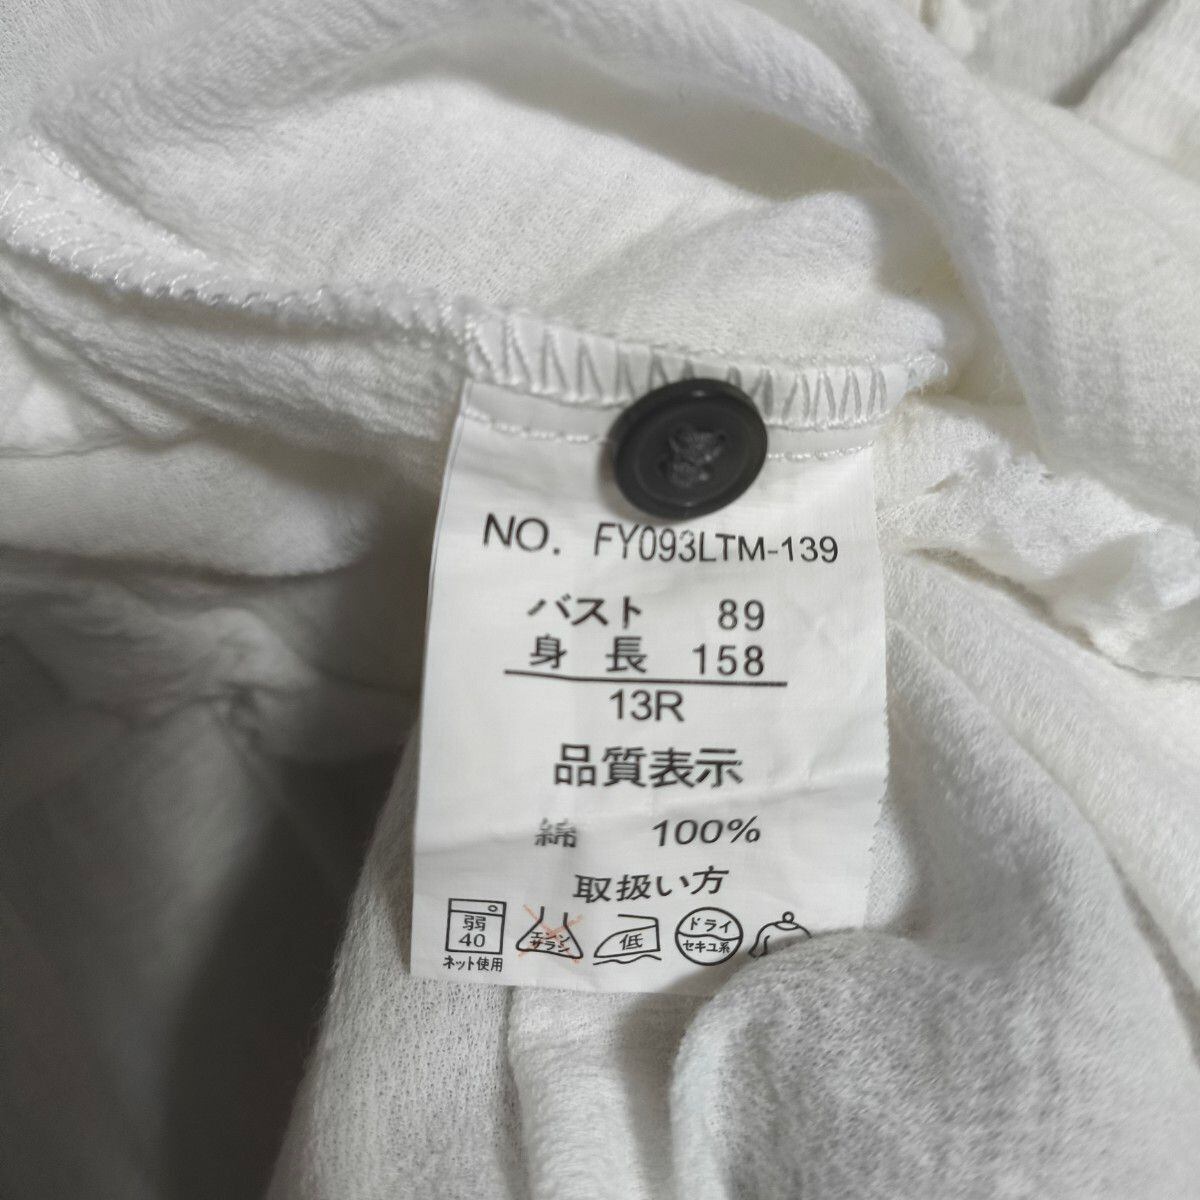 NO. FY093LTM-139
バスト 89
身 長 158
13R
品質表示
綿 100%
取扱い方
弱
40
ネット使用
エンソ
サラシ
低
ドライ
セキユ系